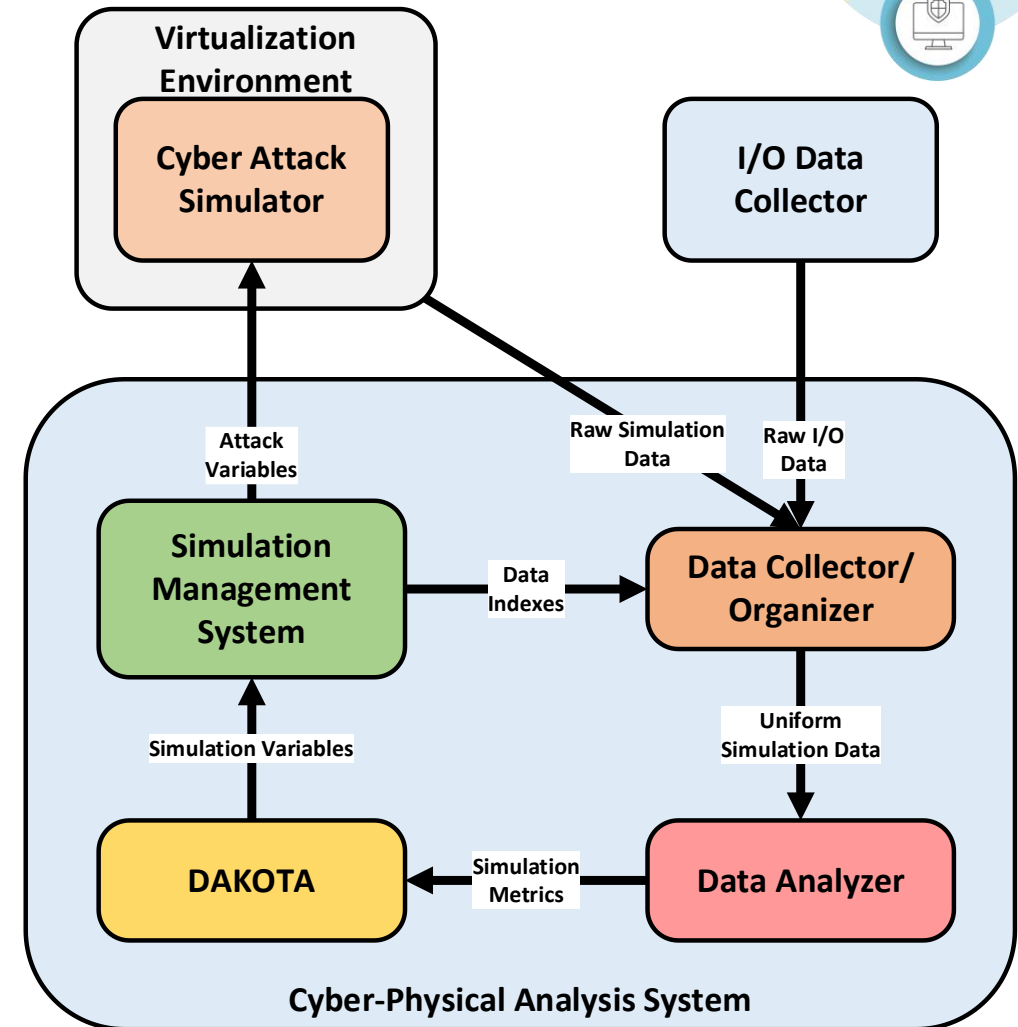 Virtualization
Environment
Cyber Attack
Simulator
I/O Data
Collector
Attack
Variables
Raw Simulation
Data
Raw I/O
Data
Simulation
Management
System
Data
Indexes
Data Collector/
Organizer
Simulation Variables
Uniform
Simulation Data
DAKOTA
Simulation
Metrics
Data Analyzer
Cyber-Physical Analysis System